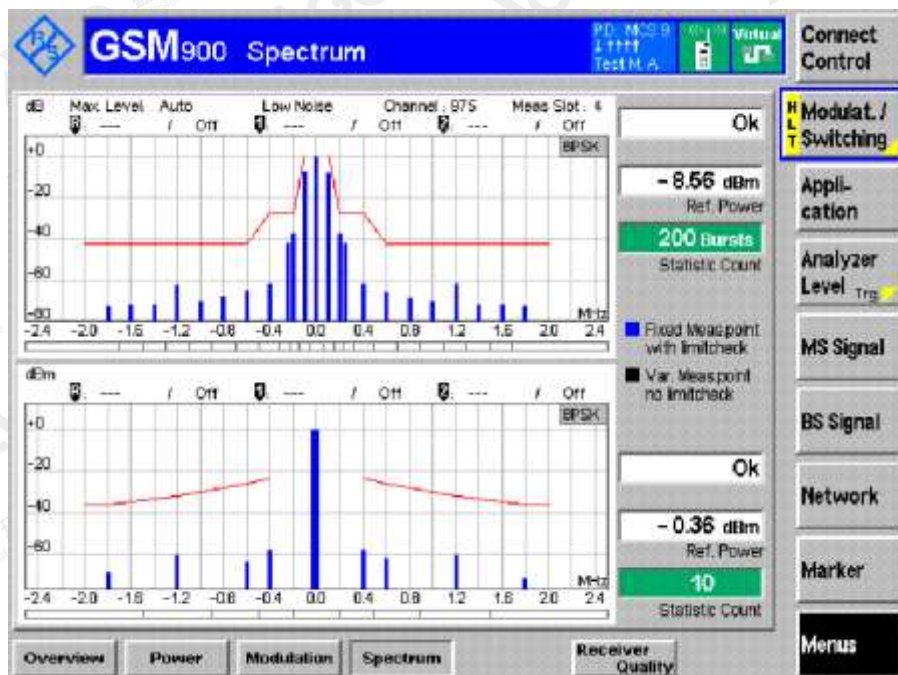 GSM900 Spectrum
P.D. MCS 9
Test M. A
Virtual
Connect Control
dB Max. Level Auto Low Noise Channel : 975 Meas Slot : 4
--- / Off --- / Off --- / Off
8PSK
+0
-20
-40
-60
-80
MHz
-2.4 -2.0 -1.6 -1.2 -0.8 -0.4 0.0 0.4 0.8 1.2 1.6 2.0 2.4
Ok
- 8.56 dBm
Ref. Power
200 Bursts
Statistic Count
Fixed Measpoint
with limitcheck
Var. Measpoint
no limitcheck
dBm
--- / Off --- / Off --- / Off
8PSK
+0
-20
-40
-60
MHz
-2.4 -2.0 -1.6 -1.2 -0.8 -0.4 0.0 0.4 0.8 1.2 1.6 2.0 2.4
Ok
- 0.36 dBm
Ref. Power
10
Statistic Count
HLT
Modulat. /
Switching
Appli-
cation
Analyzer
Level Trg
MS Signal
BS Signal
Network
Marker
Menus
Overview Power Modulation Spectrum Receiver
Quality